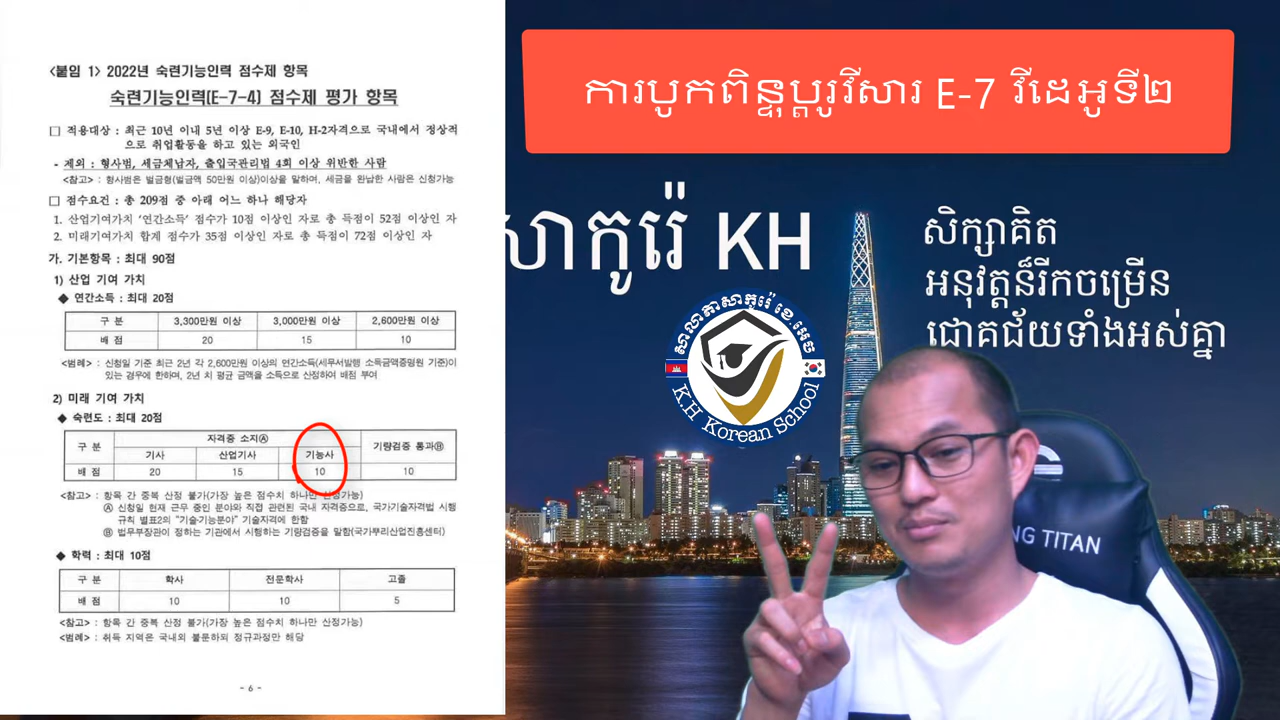 <붙임 1> 2022년 숙련기능인력 점수제 항목
숙련기능인력(E-7-4) 점수제 평가 항목
□ 적용대상 : 최근 10년 이내 5년 이상 E-9, E-10, H-2자격으로 국내에서 정상적
으로 취업활동을 하고 있는 외국인
- 제외 : 형사범, 세금체납자, 출입국관리법 4회 이상 위반한 사람
<참고> : 형사범은 벌금형(벌금액 50만원 이상)이상을 말하며, 세금을 완납한 사람은 신청가능
□ 점수요건 : 총 209점 중 아래 어느 하나 해당자
1. 산업기여가치 '연간소득' 점수가 10점 이상인 자로 총 득점이 52점 이상인 자
2. 미래기여가치 합계 점수가 35점 이상인 자로 총 득점이 72점 이상인 자
가. 기본항목 : 최대 90점
1) 산업 기여 가치
◆ 연간소득 : 최대 20점
구 분 3,300만원 이상 3,000만원 이상 2,600만원 이상
배 점 20 15 10
<범례> : 신청일 기준 최근 2년 각 2,600만원 이상의 연간소득(세무서발행 소득금액증명원 기준)이
있는 경우에 한하며, 2년 치 평균 금액을 소득으로 산정하여 배점 부여
2) 미래 기여 가치
◆ 숙련도 : 최대 20점
구 분 자격증 소지Ⓐ 기량검증 통과Ⓑ
기사 산업기사 기능사
배 점 20 15 10 10
<참고> : 항목 간 중복 산정 불가(가장 높은 점수치 하나만 산정가능)
Ⓐ 신청일 현재 근무 중인 분야와 직접 관련된 국내 자격증으로, 국가기술자격법 시행
규칙 별표2의 "기술·기능분야" 기술자격에 한함
Ⓑ 법무부장관이 정하는 기관에서 시행하는 기량검증을 말함(국가뿌리산업진흥센터)
◆ 학력 : 최대 10점
구 분 학사 전문학사 고졸
배 점 10 10 5
<참고> : 항목 간 중복 산정 불가(가장 높은 점수치 하나만 산정가능)
<범례> : 취득 지역은 국내외 불문하되 정규과정만 해당
- 6 -
ការបូកពិន្ទុប្ដូរវីសារ E-7 វីដេអូទី២
សាកូរ៉េ KH
សិក្សាគិត
អនុវត្តន៏រីកចម្រើន
ជោគជ័យទាំងអស់គ្នា
សាលាភាសាកូរ៉េ ខេ អេច
KH Korean School
NG TITAN